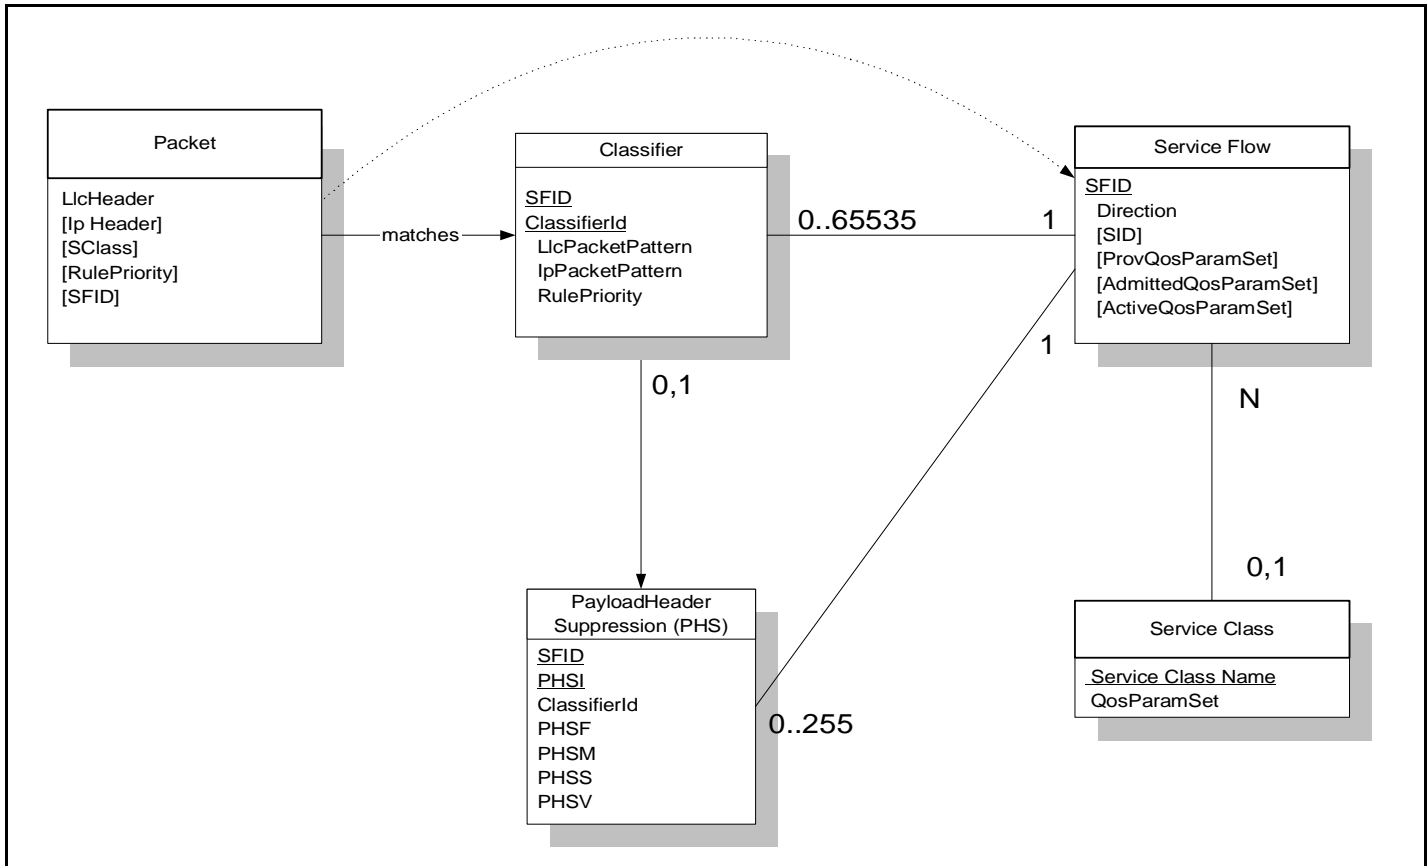 Packet
LlcHeader
[Ip Header]
[SClass]
[RulePriority]
[SFID]
matches
Classifier
SFID
ClassifierId
LlcPacketPattern
IpPacketPattern
RulePriority
0..65535
1
Service Flow
SFID
Direction
[SID]
[ProvQosParamSet]
[AdmittedQosParamSet]
[ActiveQosParamSet]
0,1
1
N
PayloadHeader
Suppression (PHS)
SFID
PHSI
ClassifierId
PHSF
PHSM
PHSS
PHSV
0..255
0,1
Service Class
Service Class Name
QosParamSet